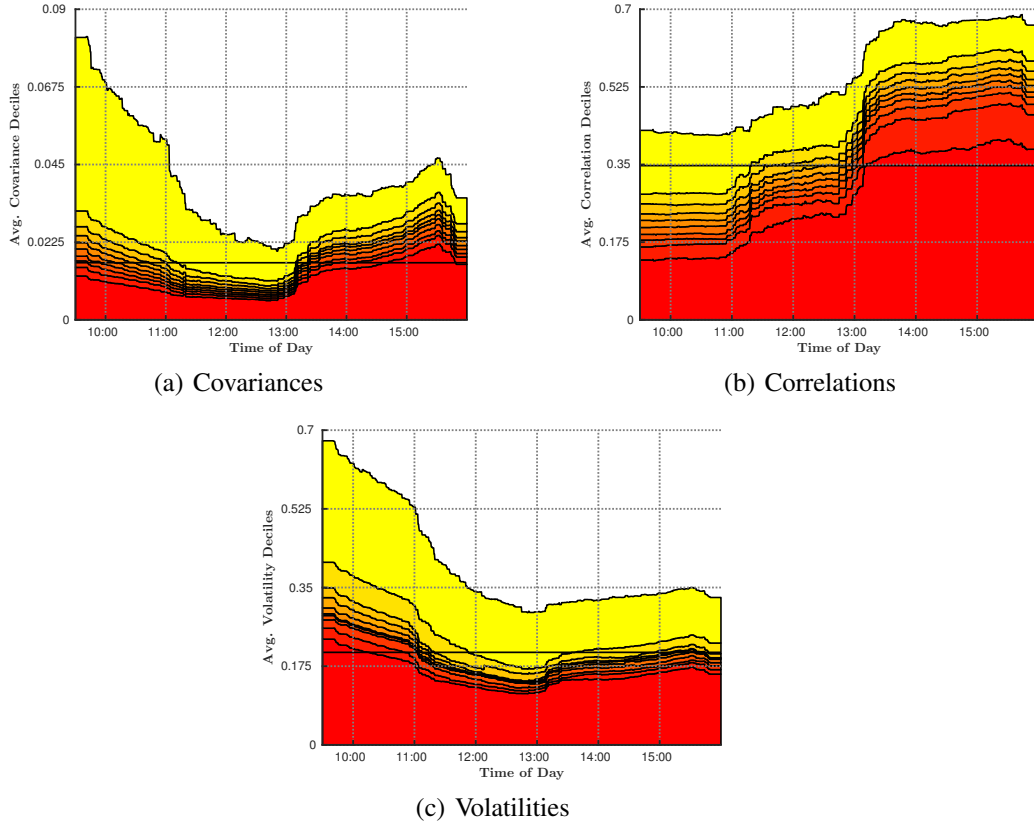 0.09
0.0675
0.045
0.0225
0
Avg. Covariance Deciles
10:00 11:00 12:00 13:00 14:00 15:00
Time of Day
(a) Covariances
0.7
0.525
0.35
0.175
0
Avg. Correlation Deciles
10:00 11:00 12:00 13:00 14:00 15:00
Time of Day
(b) Correlations
0.7
0.525
0.35
0.175
0
Avg. Volatility Deciles
10:00 11:00 12:00 13:00 14:00 15:00
Time of Day
(c) Volatilities